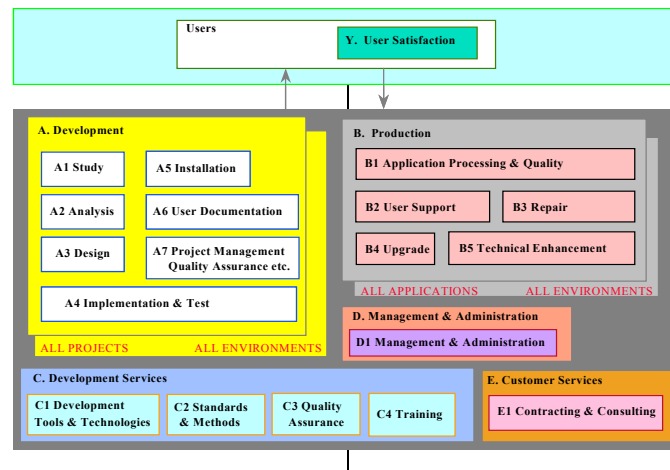 Users
Y. User Satisfaction
A. Development
A1 Study
A5 Installation
A2 Analysis
A6 User Documentation
A3 Design
A7 Project Management
Quality Assurance etc.
A4 Implementation & Test
ALL PROJECTS
ALL ENVIRONMENTS
B. Production
B1 Application Processing & Quality
B2 User Support
B3 Repair
B4 Upgrade
B5 Technical Enhancement
ALL APPLICATIONS
ALL ENVIRONMENTS
D. Management & Administration
D1 Management & Administration
C. Development Services
C1 Development
Tools & Technologies
C2 Standards
& Methods
C3 Quality
Assurance
C4 Training
E. Customer Services
E1 Contracting & Consulting